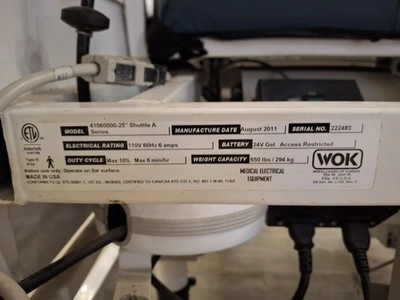 MODEL 41060000-25" Shuttle A Series MANUFACTURE DATE August 2011 SERIAL NO. 222483
Intertek
ELECTRICAL RATING 110V 60Hz 6 amps BATTERY 24V Gel Access Restricted
Type B
DUTY CYCLE Max 10% Max 6 min/hr WEIGHT CAPACITY 650 lbs / 294 kg WOK
Indoor use only. Operate on flat surface.
MADE IN USA
MEDICAL ELECTRICAL
EQUIPMENT